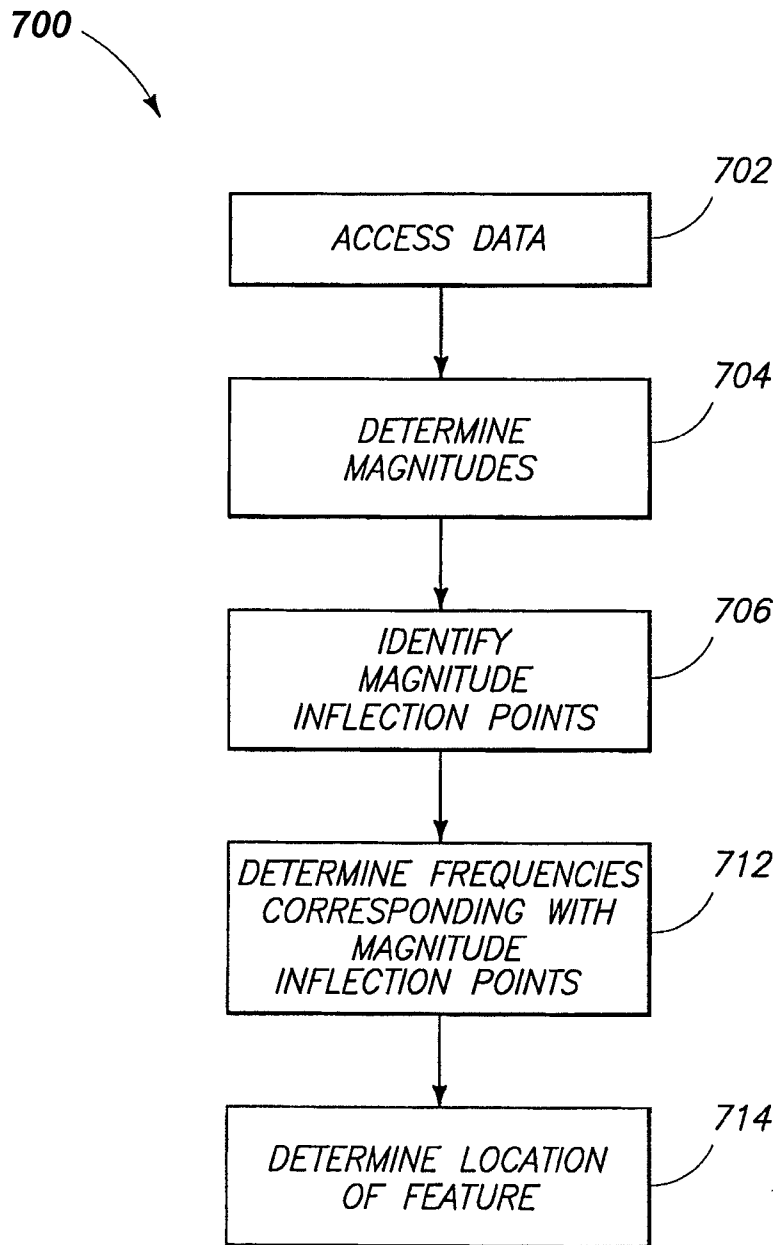 700
702
ACCESS DATA
704
DETERMINE
MAGNITUDES
706
IDENTIFY
MAGNITUDE
INFLECTION POINTS
712
DETERMINE FREQUENCIES
CORRESPONDING WITH
MAGNITUDE
INFLECTION POINTS
714
DETERMINE LOCATION
OF FEATURE